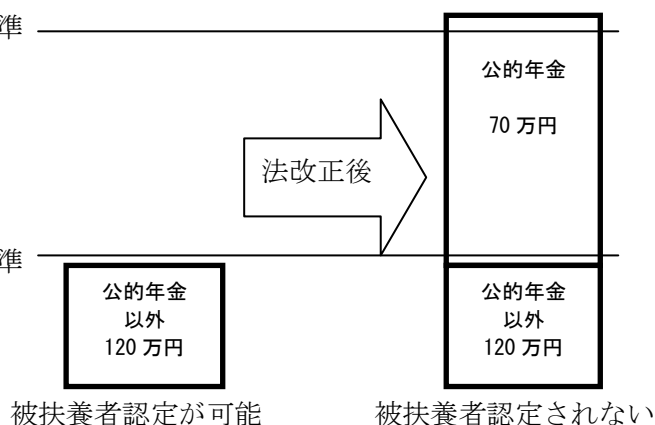 準
公的年金
70 万円
法改正後
準
公的年金
以外
120 万円
公的年金
以外
120 万円
被扶養者認定が可能
被扶養者認定されない